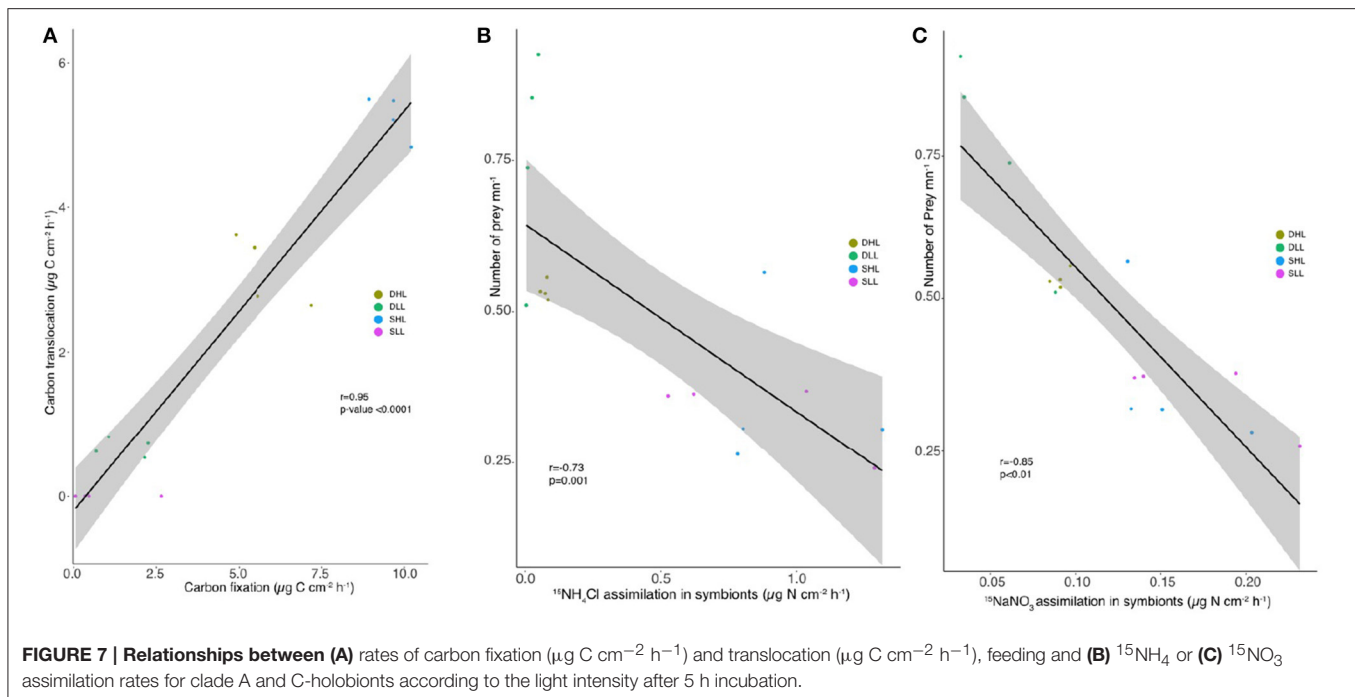 A
Carbon translocation (µg C cm⁻² h⁻¹)
6
4
2
0
DHL
DLL
SHL
SLL
r=0.95
p-value <0.0001
0.0
2.5
5.0
7.5
10.0
Carbon fixation (µg C cm⁻² h⁻¹)
B
Number of prey mn⁻¹
0.75
0.50
0.25
DHL
DLL
SHL
SLL
r=-0.73
p=0.001
0.0
0.5
1.0
¹⁵NH₄Cl assimilation in symbionts (µg N cm⁻² h⁻¹)
C
Number of Prey mn⁻¹
0.75
0.50
0.25
DHL
DLL
SHL
SLL
r=-0.85
p<0.01
0.05
0.10
0.15
0.20
¹⁵NaNO₃ assimilation in symbionts (µg N cm⁻² h⁻¹)
FIGURE 7 | Relationships between (A) rates of carbon fixation (µg C cm−2 h−1) and translocation (µg C cm−2 h−1), feeding and (B) ¹⁵NH₄ or (C) ¹⁵NO₃
assimilation rates for clade A and C-holobionts according to the light intensity after 5 h incubation.